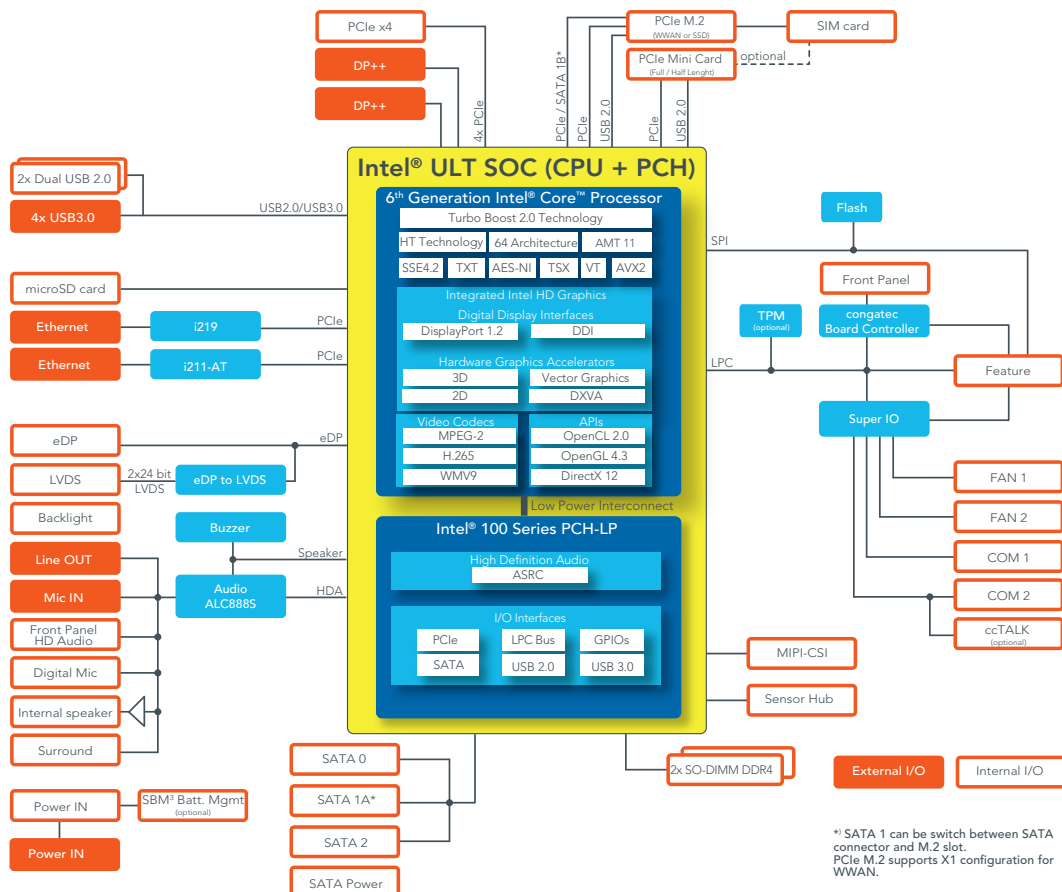 PCIe x4
DP++
DP++
4x PCIe
PCIe / SATA 1B*
PCIe
USB 2.0
PCIe
USB 2.0
PCIe M.2
(WWAN or SSD)
SIM card
PCIe Mini Card
(Full / Half Lenght)
optional
2x Dual USB 2.0
4x USB3.0
USB2.0/USB3.0
microSD card
Ethernet
i219
PCIe
Ethernet
i211-AT
PCIe
eDP
eDP
LVDS
2x24 bit
LVDS
eDP to LVDS
Backlight
Buzzer
Speaker
Line OUT
Mic IN
Audio
ALC888S
HDA
Front Panel
HD Audio
Digital Mic
Internal speaker
Surround
Power IN
SBM³ Batt. Mgmt
(optional)
Power IN
Intel® ULT SOC (CPU + PCH)
6th Generation Intel® Core™ Processor
Turbo Boost 2.0 Technology
HT Technology
64 Architecture
AMT 11
SSE4.2
TXT
AES-NI
TSX
VT
AVX2
Integrated Intel HD Graphics
Digital Display Interfaces
DisplayPort 1.2
DDI
Hardware Graphics Accelerators
3D
Vector Graphics
2D
DXVA
Video Codecs
APIs
MPEG-2
OpenCL 2.0
H.265
OpenGL 4.3
WMV9
DirectX 12
Low Power Interconnect
Intel® 100 Series PCH-LP
High Definition Audio
ASRC
I/O Interfaces
PCIe
LPC Bus
GPIOs
SATA
USB 2.0
USB 3.0
SPI
Flash
Front Panel
TPM
(optional)
congatec
Board Controller
LPC
Feature
Super IO
FAN 1
FAN 2
COM 1
COM 2
ccTALK
(optional)
MIPI-CSI
Sensor Hub
SATA 0
SATA 1A*
SATA 2
SATA Power
2x SO-DIMM DDR4
External I/O
Internal I/O
*) SATA 1 can be switch between SATA
connector and M.2 slot.
PCIe M.2 supports X1 configuration for
WWAN.